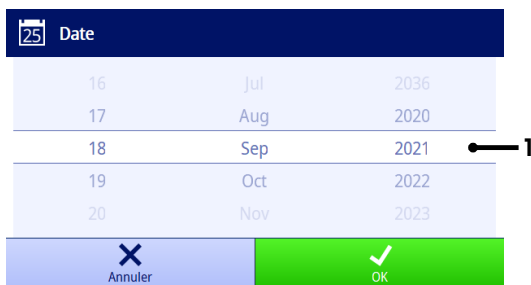 25 Date
16 Jul 2036
17 Aug 2020
18 Sep 2021
1
19 Oct 2022
20 Nov 2023
Annuler OK